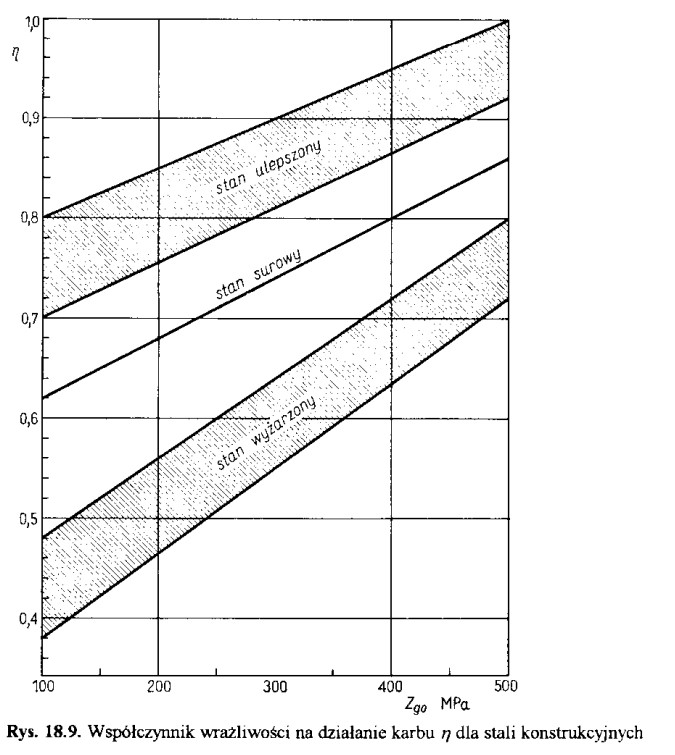 1,0
η
0,9
stan ulepszony
0,8
stan surowy
0,7
0,6
stan wyżarzony
0,5
0,4
100 200 300 400 500
Zgo MPa
Rys. 18.9. Współczynnik wrażliwości na działanie karbu η dla stali konstrukcyjnych